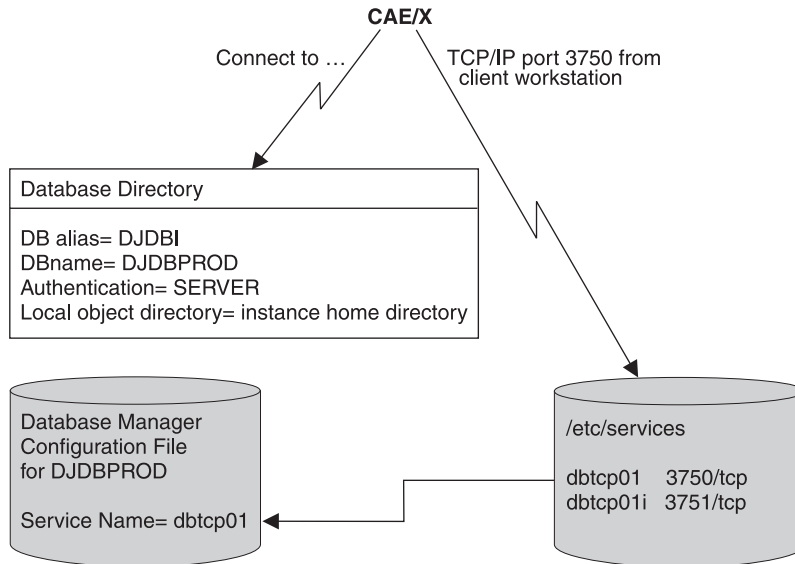 CAE/X
Connect to …
TCP/IP port 3750 from
client workstation
Database Directory
DB alias= DJDBI
DBname= DJDBPROD
Authentication= SERVER
Local object directory= instance home directory
Database Manager
Configuration File
for DJDBPROD
Service Name= dbtcp01
/etc/services
dbtcp01 3750/tcp
dbtcp01i 3751/tcp